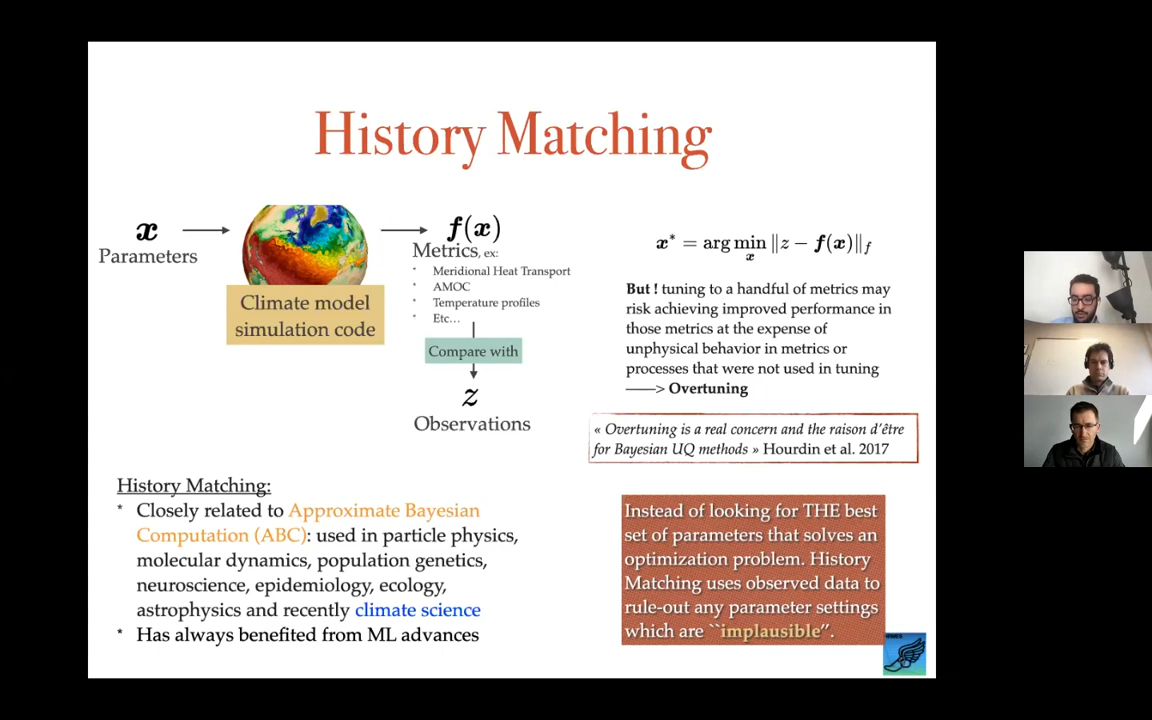 History Matching
x
Parameters
Climate model
simulation code
f(x)
Metrics, ex:
* Meridional Heat Transport
* AMOC
* Temperature profiles
* Etc...
Compare with
z
Observations
x* = arg min ‖z − f(x)‖f
x
But ! tuning to a handful of metrics may
risk achieving improved performance in
those metrics at the expense of
unphysical behavior in metrics or
processes that were not used in tuning
——> Overtuning
« Overtuning is a real concern and the raison d'être
for Bayesian UQ methods » Hourdin et al. 2017
History Matching:
* Closely related to Approximate Bayesian
Computation (ABC): used in particle physics,
molecular dynamics, population genetics,
neuroscience, epidemiology, ecology,
astrophysics and recently climate science
* Has always benefited from ML advances
Instead of looking for THE best
set of parameters that solves an
optimization problem. History
Matching uses observed data to
rule-out any parameter settings
which are ``implausible''.